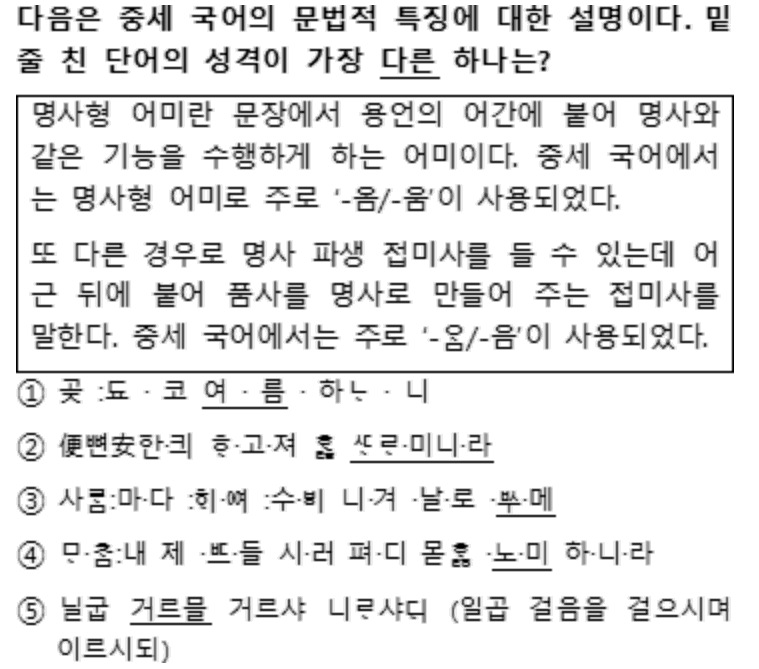 다음은 중세 국어의 문법적 특징에 대한 설명이다. 밑
줄 친 단어의 성격이 가장 다른 하나는?
명사형 어미란 문장에서 용언의 어간에 붙어 명사와
같은 기능을 수행하게 하는 어미이다. 중세 국어에서
는 명사형 어미로 주로 ‘-옴/-움’이 사용되었다.
또 다른 경우로 명사 파생 접미사를 들 수 있는데 어
근 뒤에 붙어 품사를 명사로 만들어 주는 접미사를
말한다. 중세 국어에서는 주로 ‘-ᄋᆞᆷ/-음’이 사용되었다.
① 곶 :됴 · 코 여 · 름 · 하ᄂ · 니
② 便뼌安한·킈 ᄒᆞ·고·져 ᄒᆞᇙ ᄯᆞᄅᆞ·미니·라
③ 사ᄅᆞᆷ:마·다 :ᄒᆡ·ᅇᅧ :수·ᄫᅵ 니·겨 ·날·로 ·ᄡᅮ·메
④ ᄆᆞ·ᄎᆞᆷ:내 제 ·ᄠᅳ·들 시·러 펴·디 몯ᄒᆞᇙ ·노·미 하·니·라
⑤ 닐굽 거르믈 거르샤 니ᄅᆞ샤ᄃᆡ (일곱 걸음을 걸으시며
이르시되)